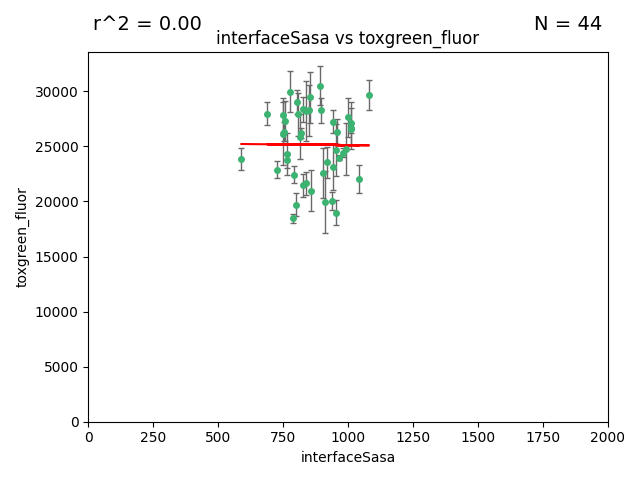 r^2 = 0.00
N = 44
interfaceSasa vs toxgreen_fluor
30000
25000
20000
15000
10000
5000
0
toxgreen_fluor
0 250 500 750 1000 1250 1500 1750 2000
interfaceSasa